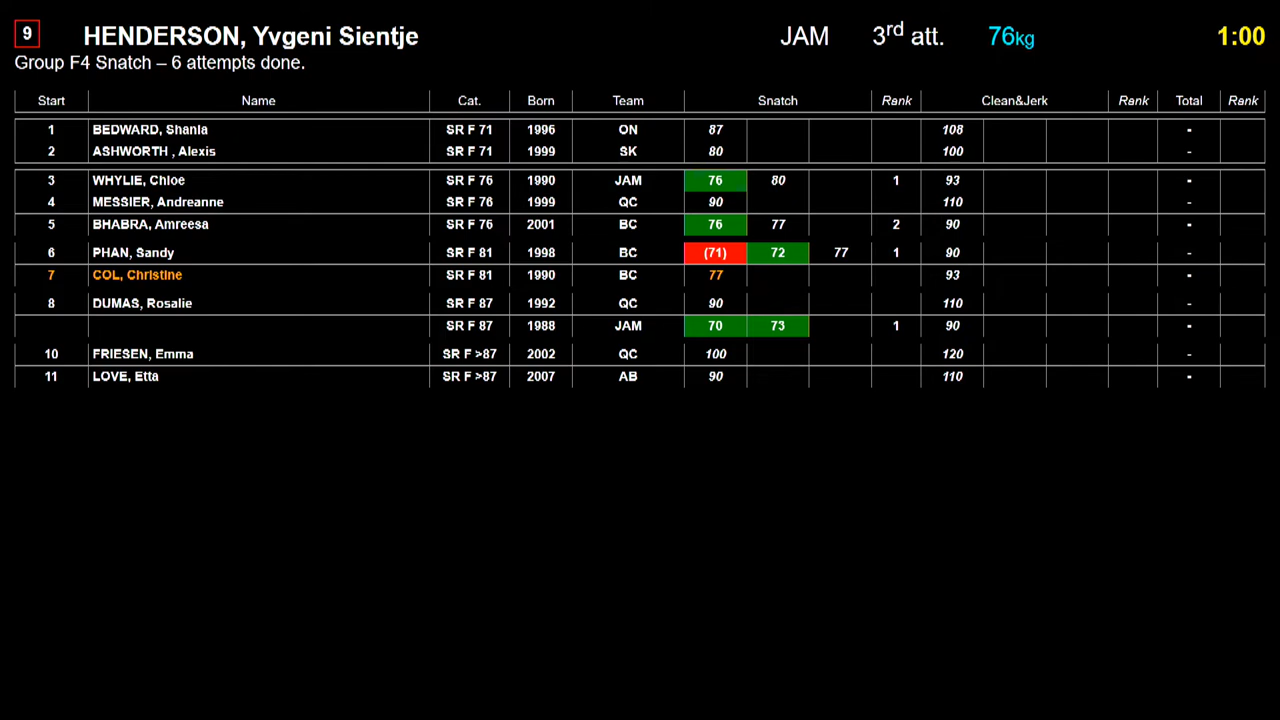 9 HENDERSON, Yvgeni Sientje JAM 3rd att. 76kg 1:00
Group F4 Snatch – 6 attempts done.
Start Name Cat. Born Team Snatch Rank Clean&Jerk Rank Total Rank
1 BEDWARD, Shania SR F 71 1996 ON 87 108 -
2 ASHWORTH , Alexis SR F 71 1999 SK 80 100 -
3 WHYLIE, Chloe SR F 76 1990 JAM 76 80 1 93 -
4 MESSIER, Andreanne SR F 76 1999 QC 90 110 -
5 BHABRA, Amreesa SR F 76 2001 BC 76 77 2 90 -
6 PHAN, Sandy SR F 81 1998 BC (71) 72 77 1 90 -
7 COL, Christine SR F 81 1990 BC 77 93 -
8 DUMAS, Rosalie SR F 87 1992 QC 90 110 -
SR F 87 1988 JAM 70 73 1 90 -
10 FRIESEN, Emma SR F >87 2002 QC 100 120 -
11 LOVE, Etta SR F >87 2007 AB 90 110 -